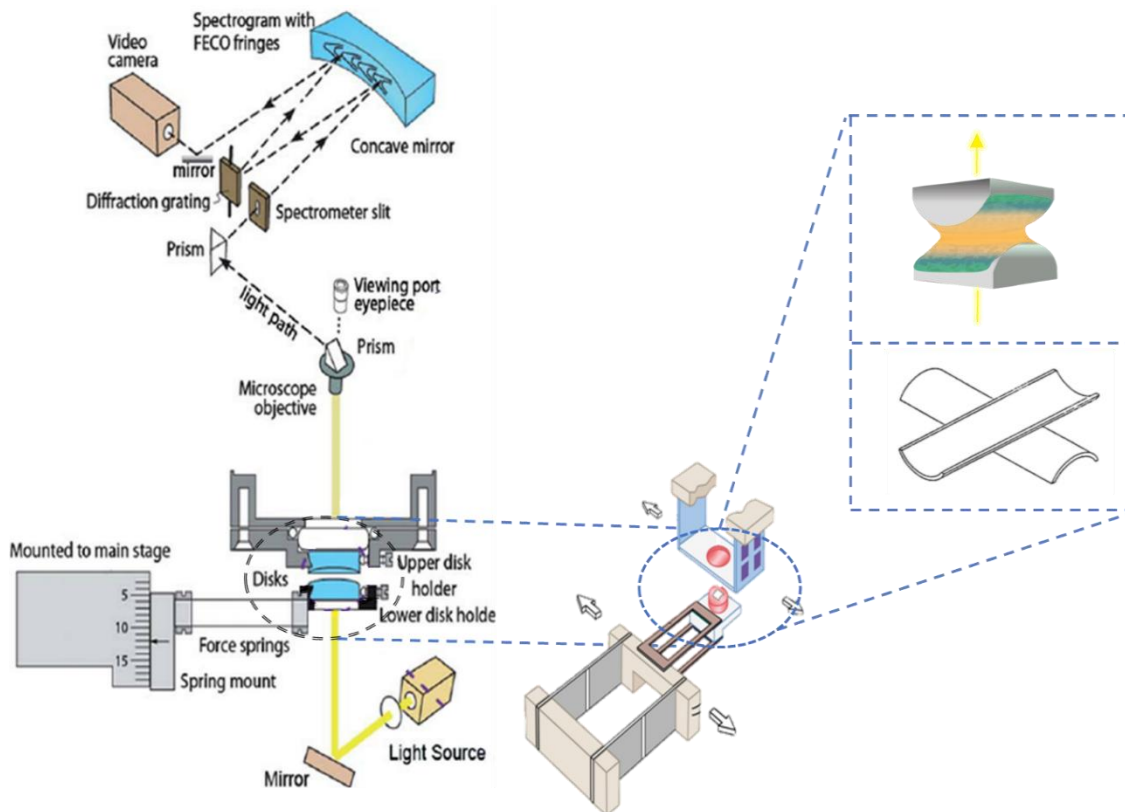 Spectrogram with
FECO fringes
Video
camera
Concave mirror
mirror
Diffraction grating
Spectrometer slit
Prism
Viewing port
eyepiece
light path
Prism
Microscope
objective
Mounted to main stage
Disks
Upper disk
holder
5
Lower disk holde
10
Force springs
15
Spring mount
Light Source
Mirror